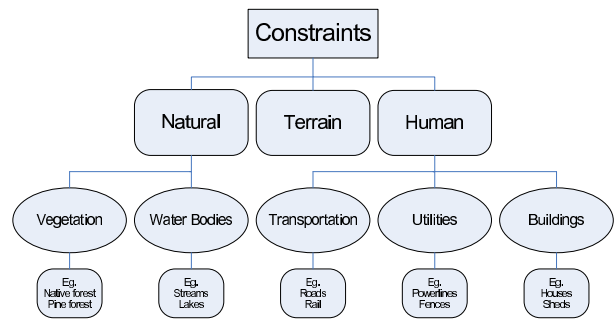 Constraints
Natural
Terrain
Human
Vegetation
Water Bodies
Transportation
Utilities
Buildings
Eg.
Native forest
Pine forest
Eg.
Streams
Lakes
Eg.
Roads
Rail
Eg.
Powerlines
Fences
Eg.
Houses
Sheds